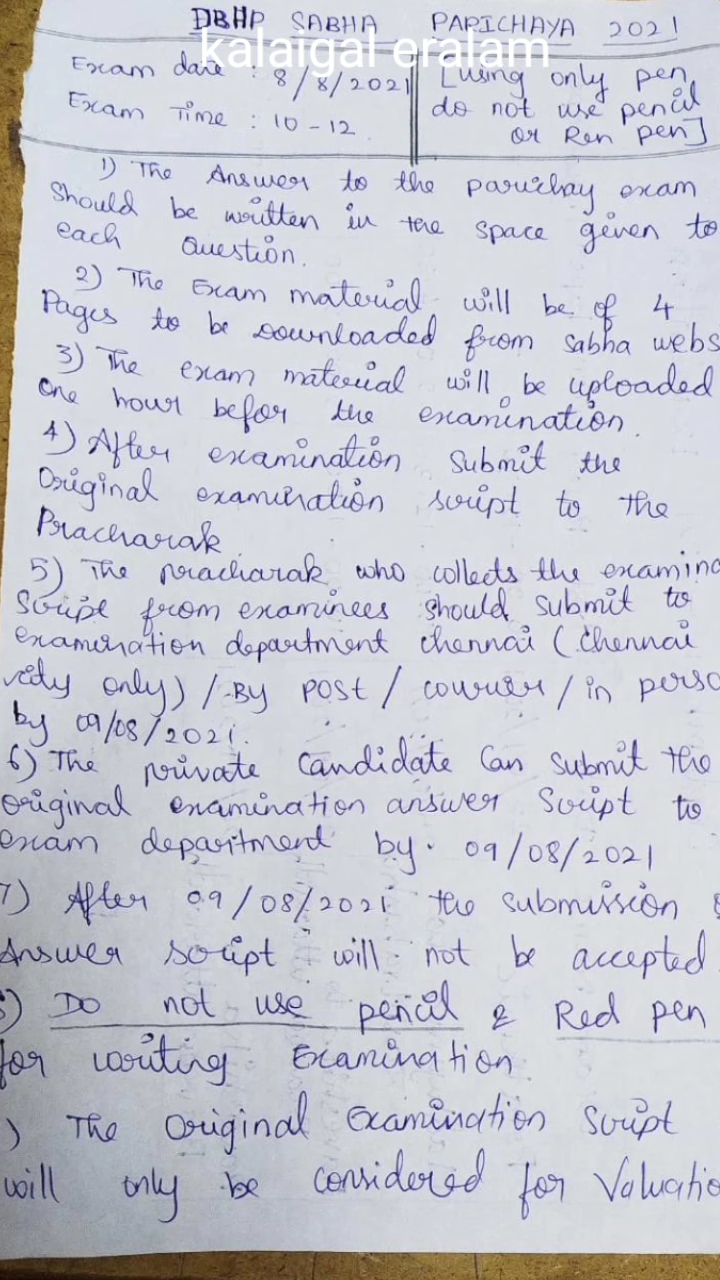 DBHP SABHA PARICHAYA 2021
kalaigal eralam
Exam date : 8/8/2021
Exam Time : 10-12
[using only pen
do not use pencil
or Ren pen]
1) The Answer to the parichay exam
Should be written in the space given to
each Question.
2) The Exam material will be of 4
Pages to be Downloaded from Sabha webs
3) The exam material will be uploaded
One hour befor the examination.
4) After examination Submit the
Original examination script to the
Pracharak
5) The pracharak who collects the examina
Script from examinees should submit to
examination department chennai (Chennai
city only) / By post / courier / in perso
by 09/08/2021.
6) The private Candidate Can Submit the
Original examination answer Script to
exam department by. 09/08/2021
7) After 09/08/2021 the submission
Answer script will not be accepted.
8) Do not use pencil & Red pen
for writing Examination
) The Original Examination Script
will only be considered for Valuatio